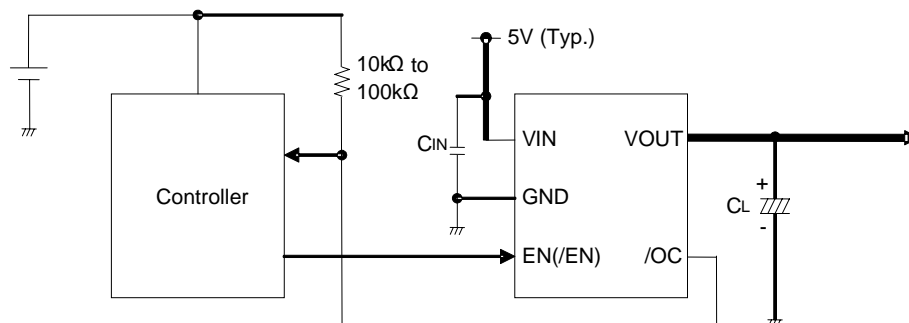 5V (Typ.)
10kΩ to
100kΩ
CIN
VIN
VOUT
Controller
GND
+
CL
-
EN(/EN)
/OC